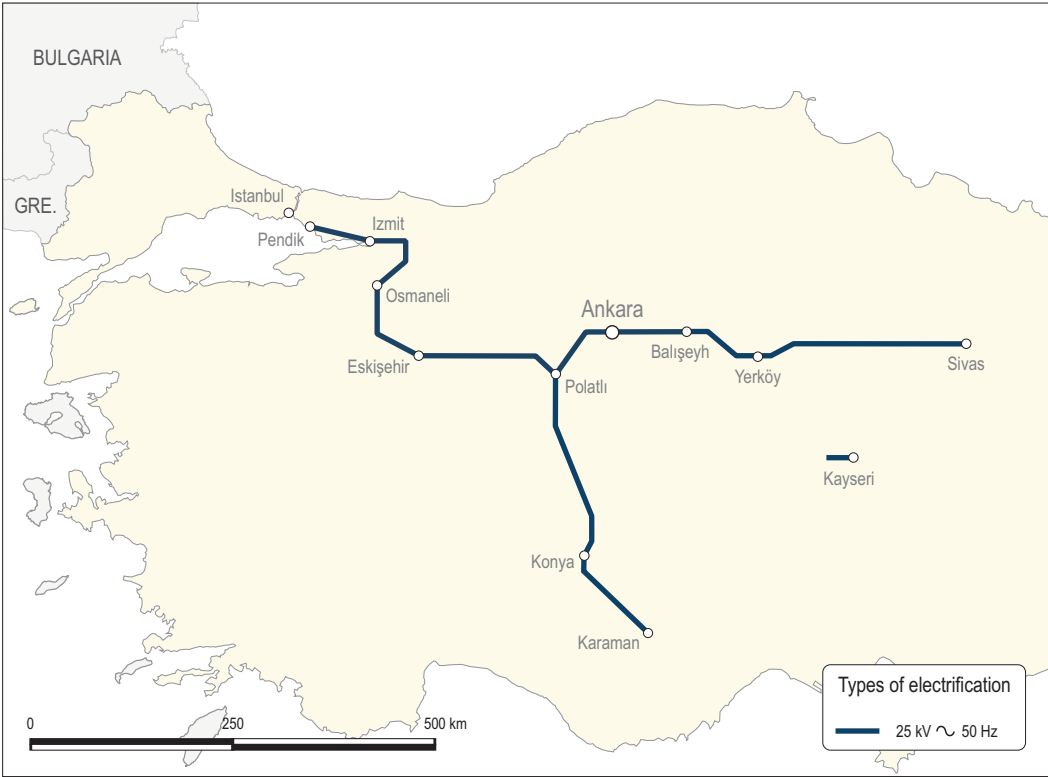 BULGARIA
GRE.
Istanbul
Pendik
Izmit
Osmaneli
Eskişehir
Ankara
Balışeyh
Polatlı
Yerköy
Sivas
Kayseri
Konya
Karaman
Types of electrification
25 kV ∿ 50 Hz
0 250 500 km